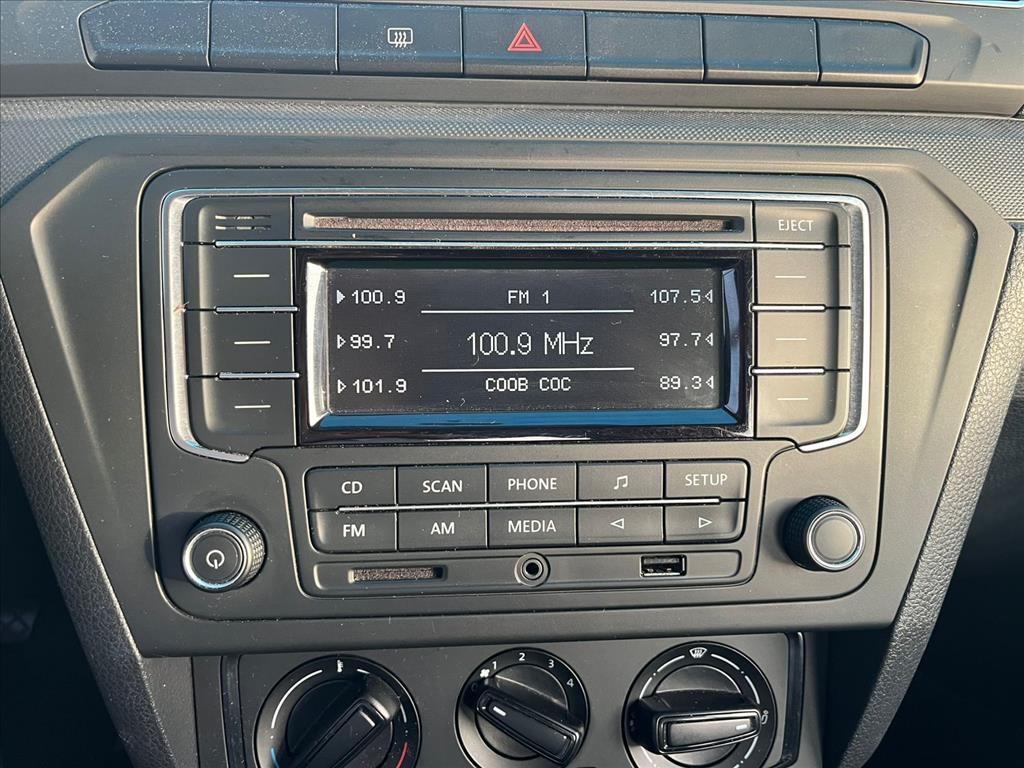 EJECT
100.9 FM 1 107.5
99.7 100.9 MHz 97.7
101.9 COOB COC 89.3
CD SCAN PHONE SETUP
FM AM MEDIA
1 2 3 4